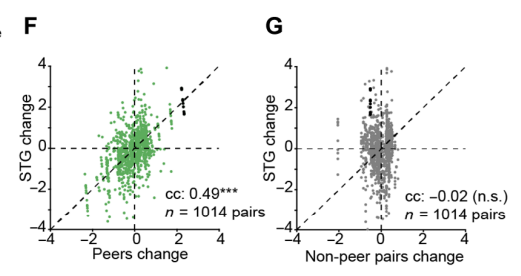 F
STG change
4
2
0
−2
−4
−4 −2 0 2 4
Peers change
cc: 0.49***
n = 1014 pairs
G
STG change
4
2
0
−2
−4
−4 −2 0 2 4
Non-peer pairs change
cc: −0.02 (n.s.)
n = 1014 pairs